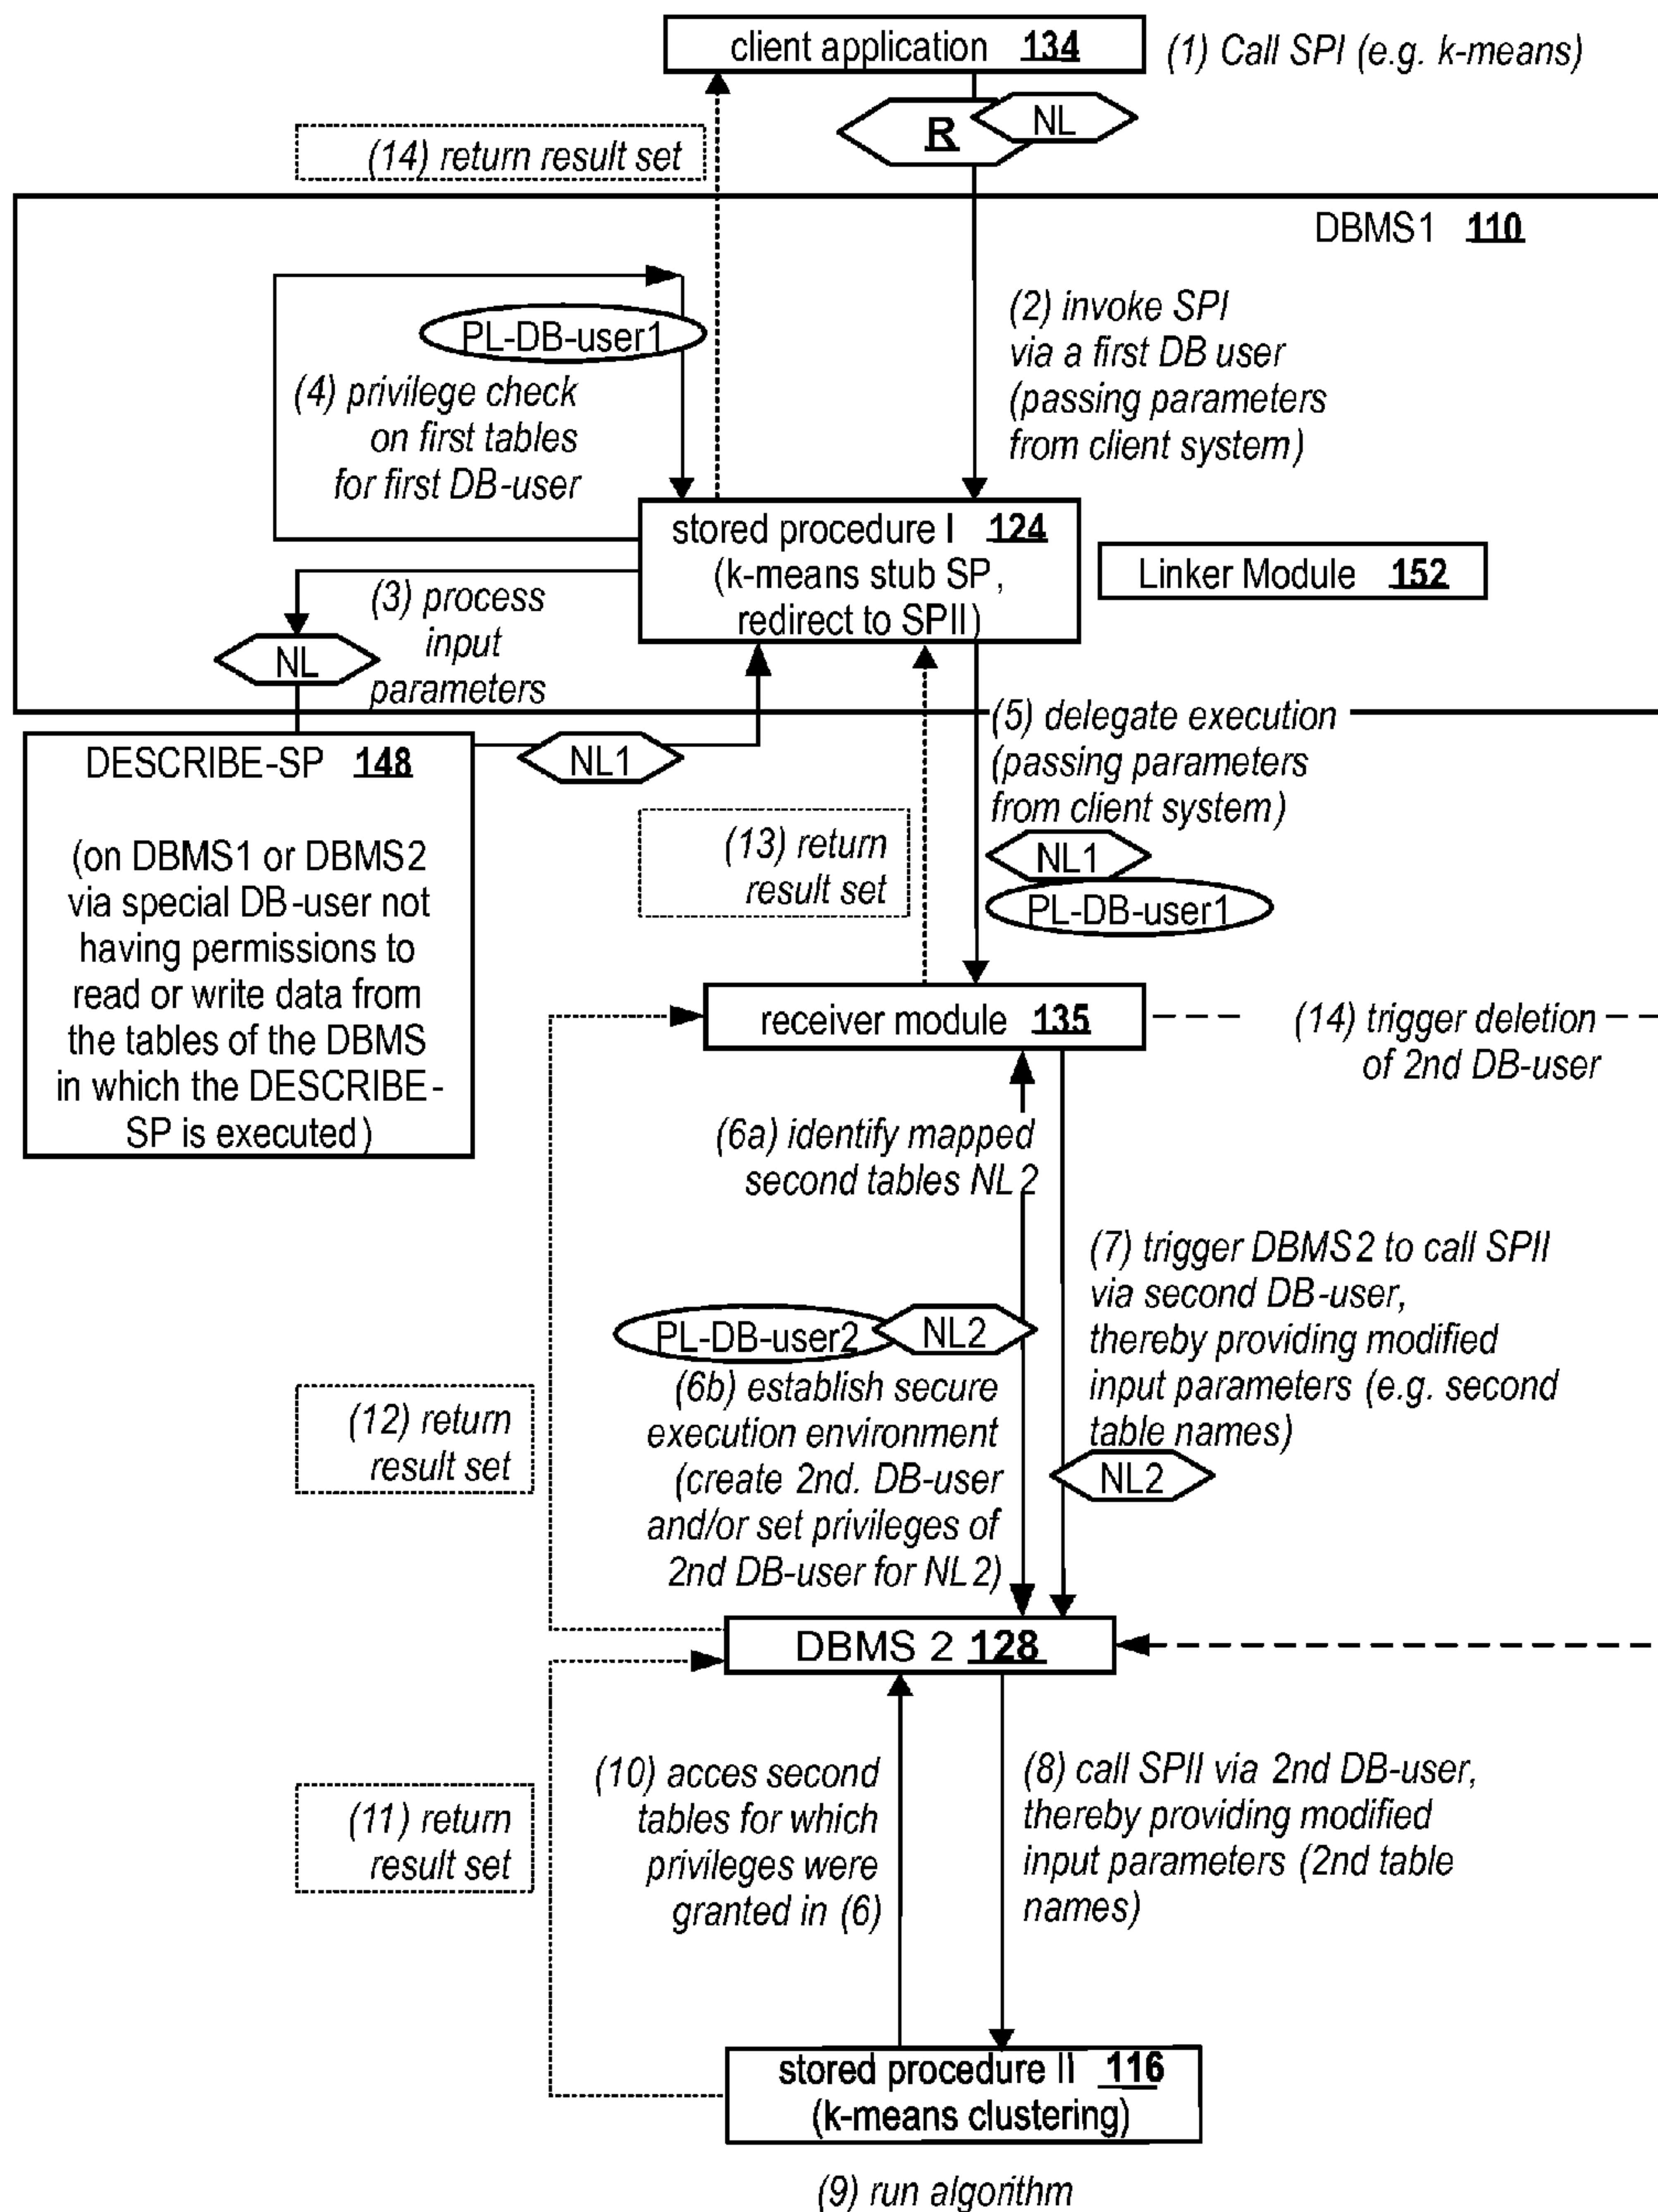 client application 134
(1) Call SPI (e.g. k-means)
R
NL
(14) return result set
DBMS1 110
PL-DB-user1
(4) privilege check
on first tables
for first DB-user
(2) invoke SPI
via a first DB user
(passing parameters
from client system)
stored procedure I 124
(k-means stub SP,
redirect to SPII)
Linker Module 152
(3) process
input
parameters
NL
DESCRIBE-SP 148
(on DBMS1 or DBMS2
via special DB-user not
having permissions to
read or write data from
the tables of the DBMS
in which the DESCRIBE-
SP is executed)
NL1
(5) delegate execution
(passing parameters
from client system)
NL1
PL-DB-user1
(13) return
result set
receiver module 135
(14) trigger deletion
of 2nd DB-user
(6a) identify mapped
second tables NL2
(7) trigger DBMS2 to call SPII
via second DB-user,
thereby providing modified
input parameters (e.g. second
table names)
NL2
PL-DB-user2
NL2
(6b) establish secure
execution environment
(create 2nd. DB-user
and/or set privileges of
2nd DB-user for NL2)
(12) return
result set
DBMS 2 128
(10) acces second
tables for which
privileges were
granted in (6)
(8) call SPII via 2nd DB-user,
thereby providing modified
input parameters (2nd table
names)
(11) return
result set
stored procedure II 116
(k-means clustering)
(9) run algorithm